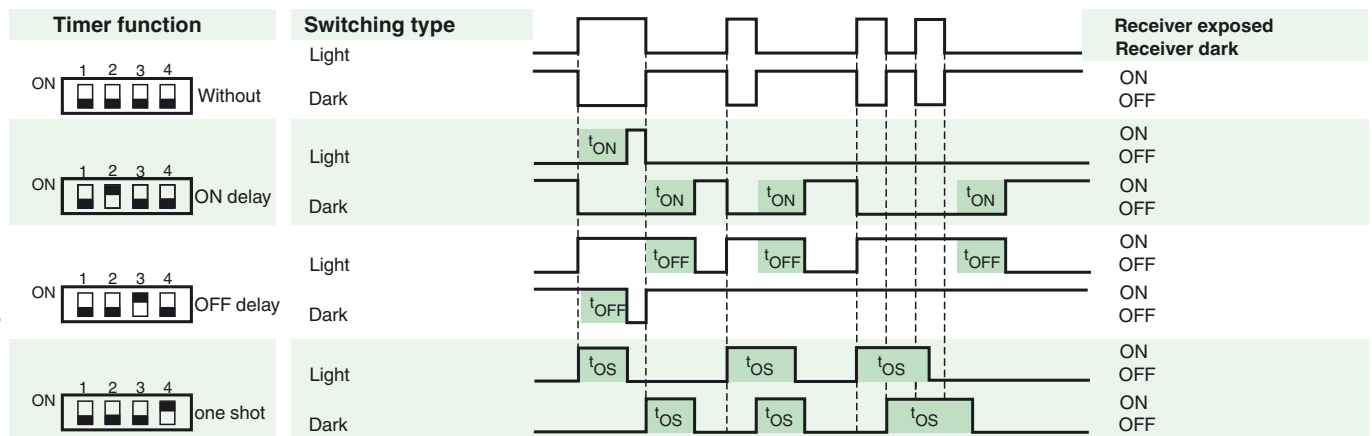 Timer function Switching type Receiver exposed
Receiver dark
Light
1 2 3 4
ON Without Dark ON
OFF
Light tON ON
OFF
1 2 3 4
ON ON delay Dark tON tON tON ON
OFF
Light tOFF tOFF tOFF ON
OFF
1 2 3 4
ON OFF delay Dark tOFF ON
OFF
Light tOS tOS tOS ON
OFF
1 2 3 4
ON one shot Dark tOS tOS tOS ON
OFF